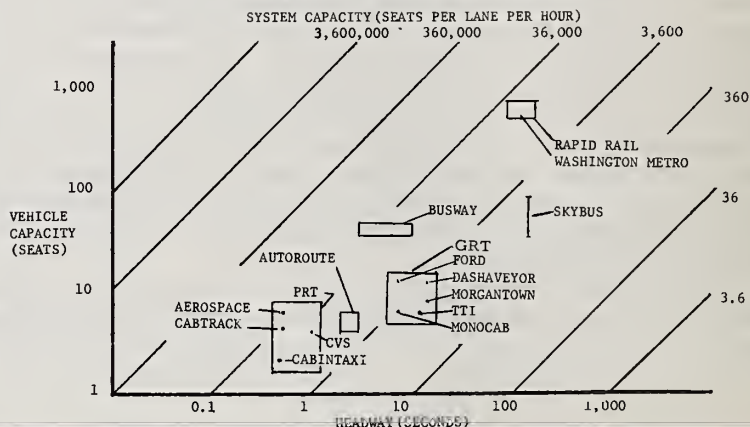 SYSTEM CAPACITY (SEATS PER LANE PER HOUR)
3,600,000 360,000 36,000 3,600
1,000
360
RAPID RAIL
WASHINGTON METRO
100
36
VEHICLE
CAPACITY
(SEATS)
BUSWAY
SKYBUS
GRT
FORD
AUTOROUTE
DASHAVEYOR
10
PRT
MORGANTOWN
3.6
AEROSPACE
TTI
CABTRACK
MONOCAB
CVS
CABINTAXI
1
0.1 1 10 100 1,000
HEADWAY (SECONDS)